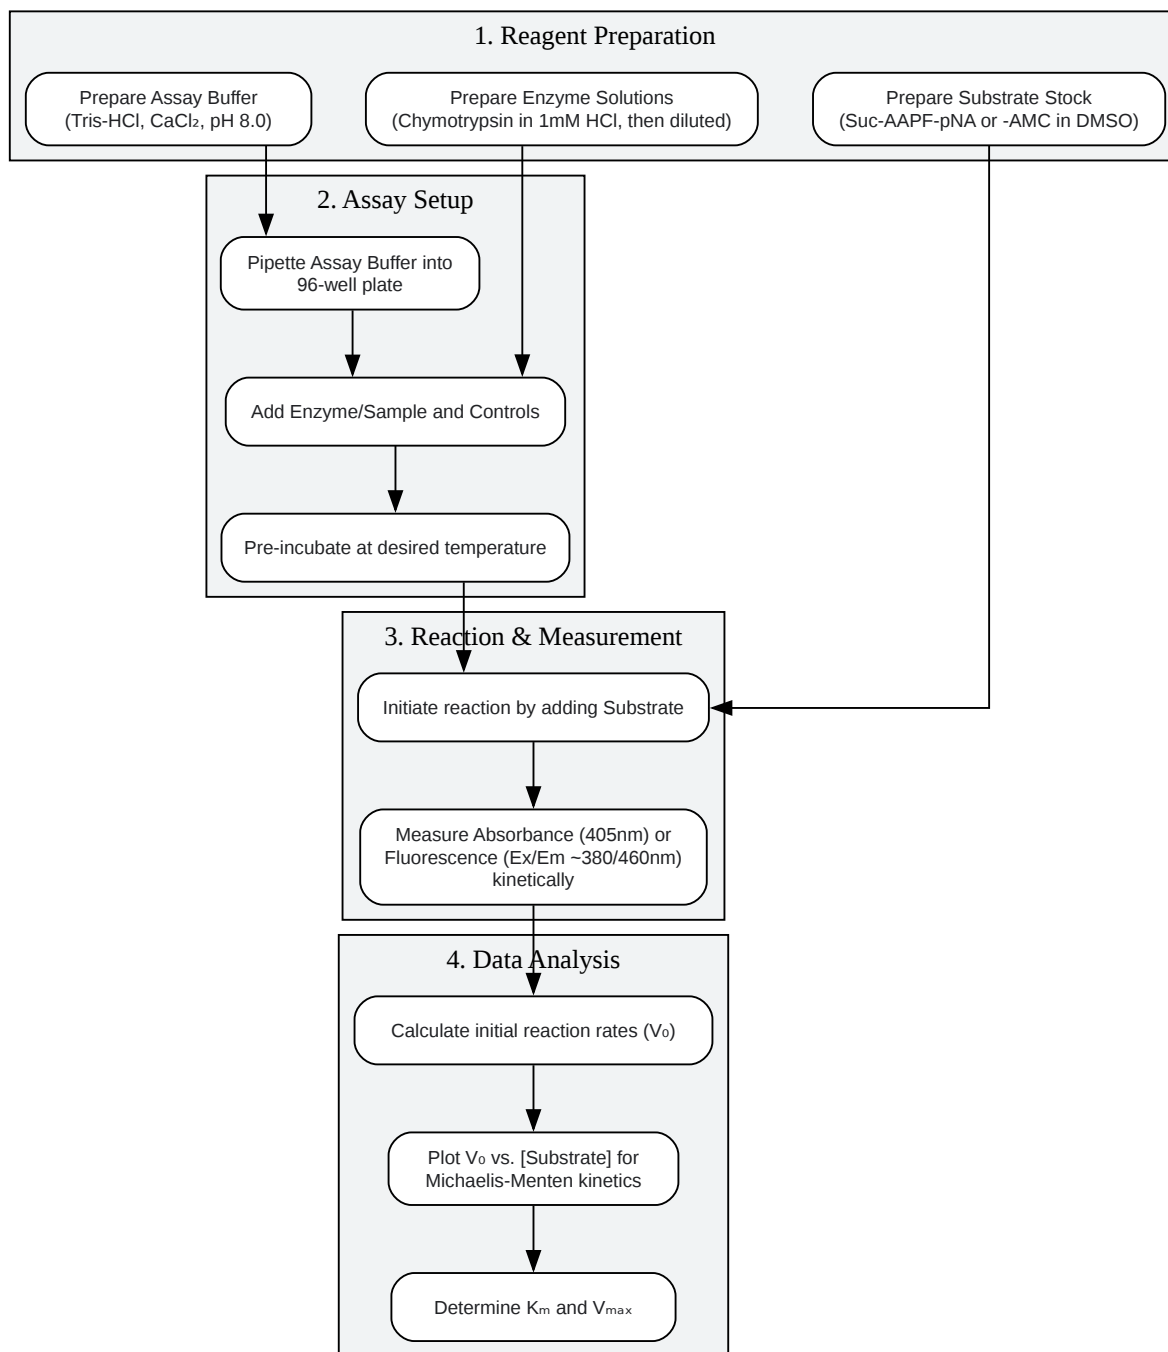 1. Reagent Preparation
Prepare Assay Buffer
(Tris-HCl, CaCl₂, pH 8.0)
Prepare Enzyme Solutions
(Chymotrypsin in 1mM HCl, then diluted)
Prepare Substrate Stock
(Suc-AAPF-pNA or -AMC in DMSO)
2. Assay Setup
Pipette Assay Buffer into
96-well plate
Add Enzyme/Sample and Controls
Pre-incubate at desired temperature
3. Reaction & Measurement
Initiate reaction by adding Substrate
Measure Absorbance (405nm) or
Fluorescence (Ex/Em ~380/460nm)
kinetically
4. Data Analysis
Calculate initial reaction rates (V₀)
Plot V₀ vs. [Substrate] for
Michaelis-Menten kinetics
Determine Kₘ and Vₘₐₓ